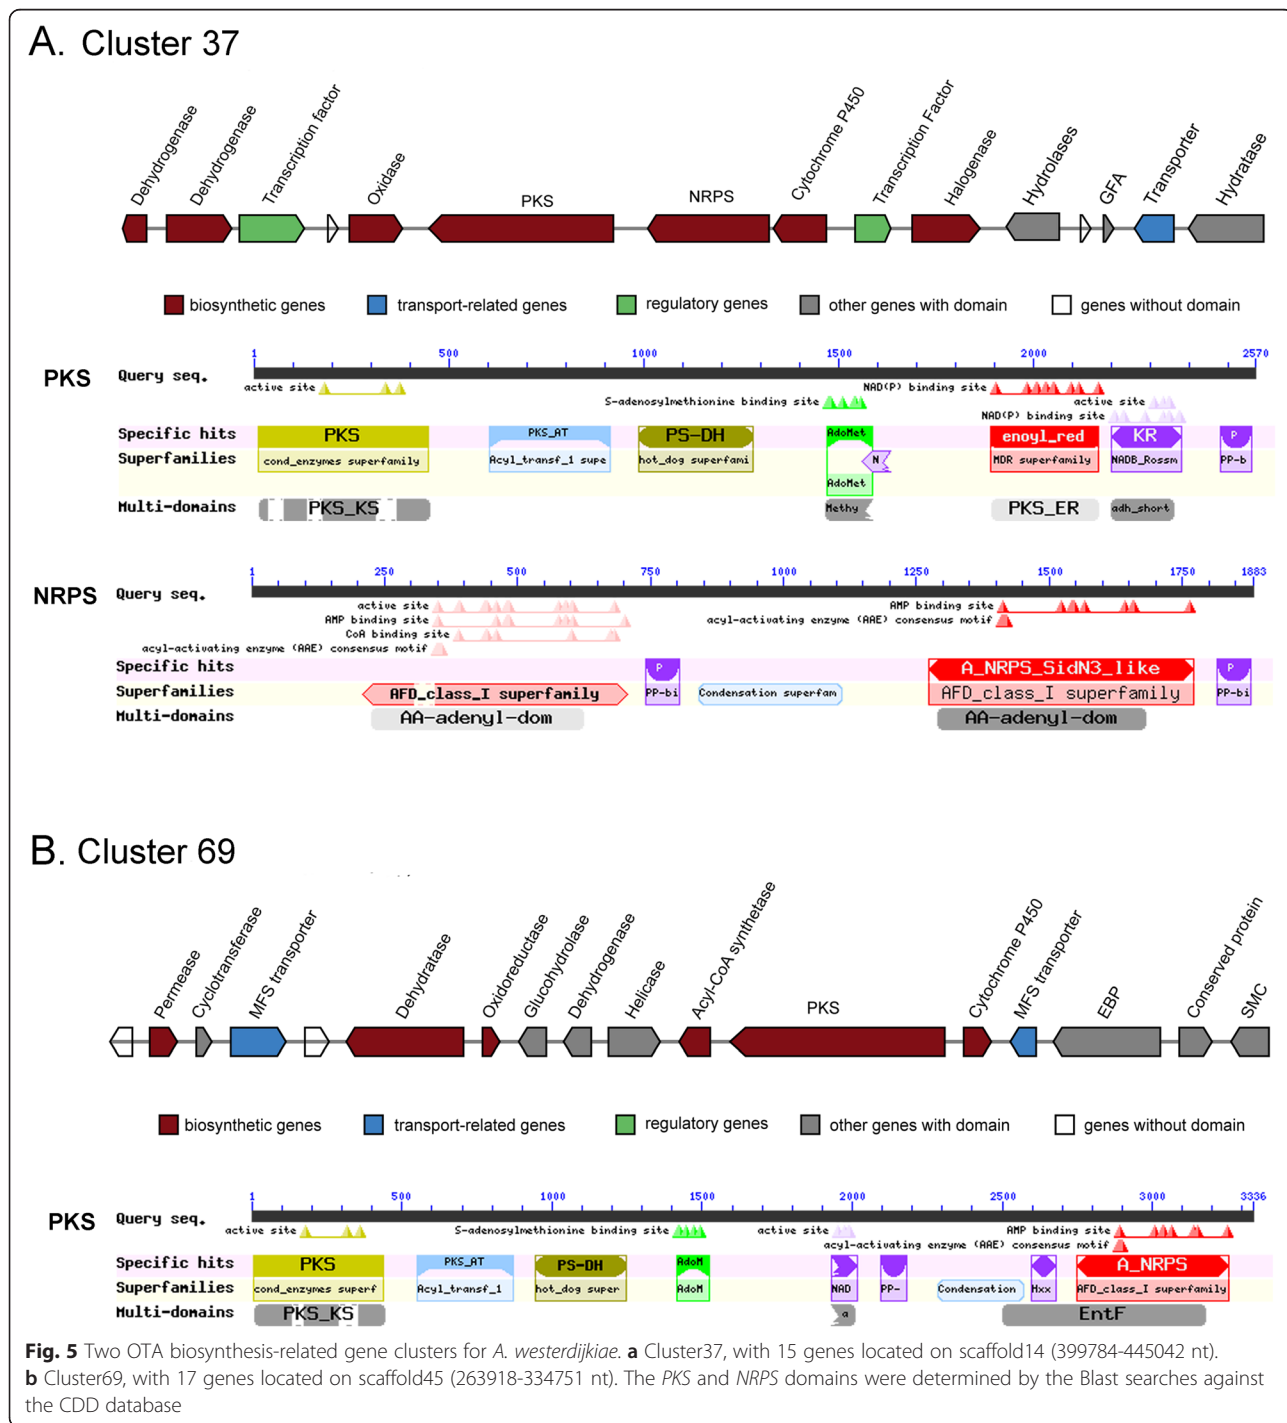 A. Cluster 37
Dehydrogenase
Dehydrogenase
Transcription factor
Oxidase
PKS
NRPS
Cytochrome P450
Transcription Factor
Halogenase
Hydrolases
GFA
Transporter
Hydratase
biosynthetic genes
transport-related genes
regulatory genes
other genes with domain
genes without domain
PKS
1 500 1000 1500 2000 2570
Query seq.
active site
NAD(P) binding site
S-adenosylmethionine binding site
active site
NAD(P) binding site
Specific hits
PKS PKS_AT PS-DH AdoMet enoyl_red KR P
Superfamilies
cond_enzymes superfamily Acyl_transf_1 supe hot_dog superfami N MDR superfamily NADB_Rossm PP-b
AdoMet
Multi-domains
PKS_KS Methy PKS_ER adh_short
NRPS
1 250 500 750 1000 1250 1500 1750 1883
Query seq.
active site
AMP binding site
AMP binding site
acyl-activating enzyme (AAE) consensus motif
CoA binding site
acyl-activating enzyme (AAE) consensus motif
Specific hits
P A_NRPS_SidN3_like P
Superfamilies
AFD_class_I superfamily PP-bi Condensation superfam AFD_class_I superfamily PP-bi
Multi-domains
AA-adenyl-dom AA-adenyl-dom
B. Cluster 69
Permease
Cyclotransferase
MFS transporter
Dehydratase
Oxidoreductase
Glucohydrolase
Dehydrogenase
Helicase
Acyl-CoA synthetase
PKS
Cytochrome P450
MFS transporter
EBP
Conserved protein
SMC
biosynthetic genes
transport-related genes
regulatory genes
other genes with domain
genes without domain
PKS
1 500 1000 1500 2000 2500 3000 3336
Query seq.
active site
S-adenosylmethionine binding site
active site
AMP binding site
acyl-activating enzyme (AAE) consensus motif
Specific hits
PKS PKS_AT PS-DH AdoM A_NRPS
Superfamilies
cond_enzymes superf Acyl_transf_1 hot_dog super AdoM NAD PP- Condensation Hxx AFD_class_I superfamily
Multi-domains
PKS_KS a EntF
Fig. 5 Two OTA biosynthesis-related gene clusters for A. westerdijkiae. a Cluster37, with 15 genes located on scaffold14 (399784-445042 nt).
b Cluster69, with 17 genes located on scaffold45 (263918-334751 nt). The PKS and NRPS domains were determined by the Blast searches against
the CDD database